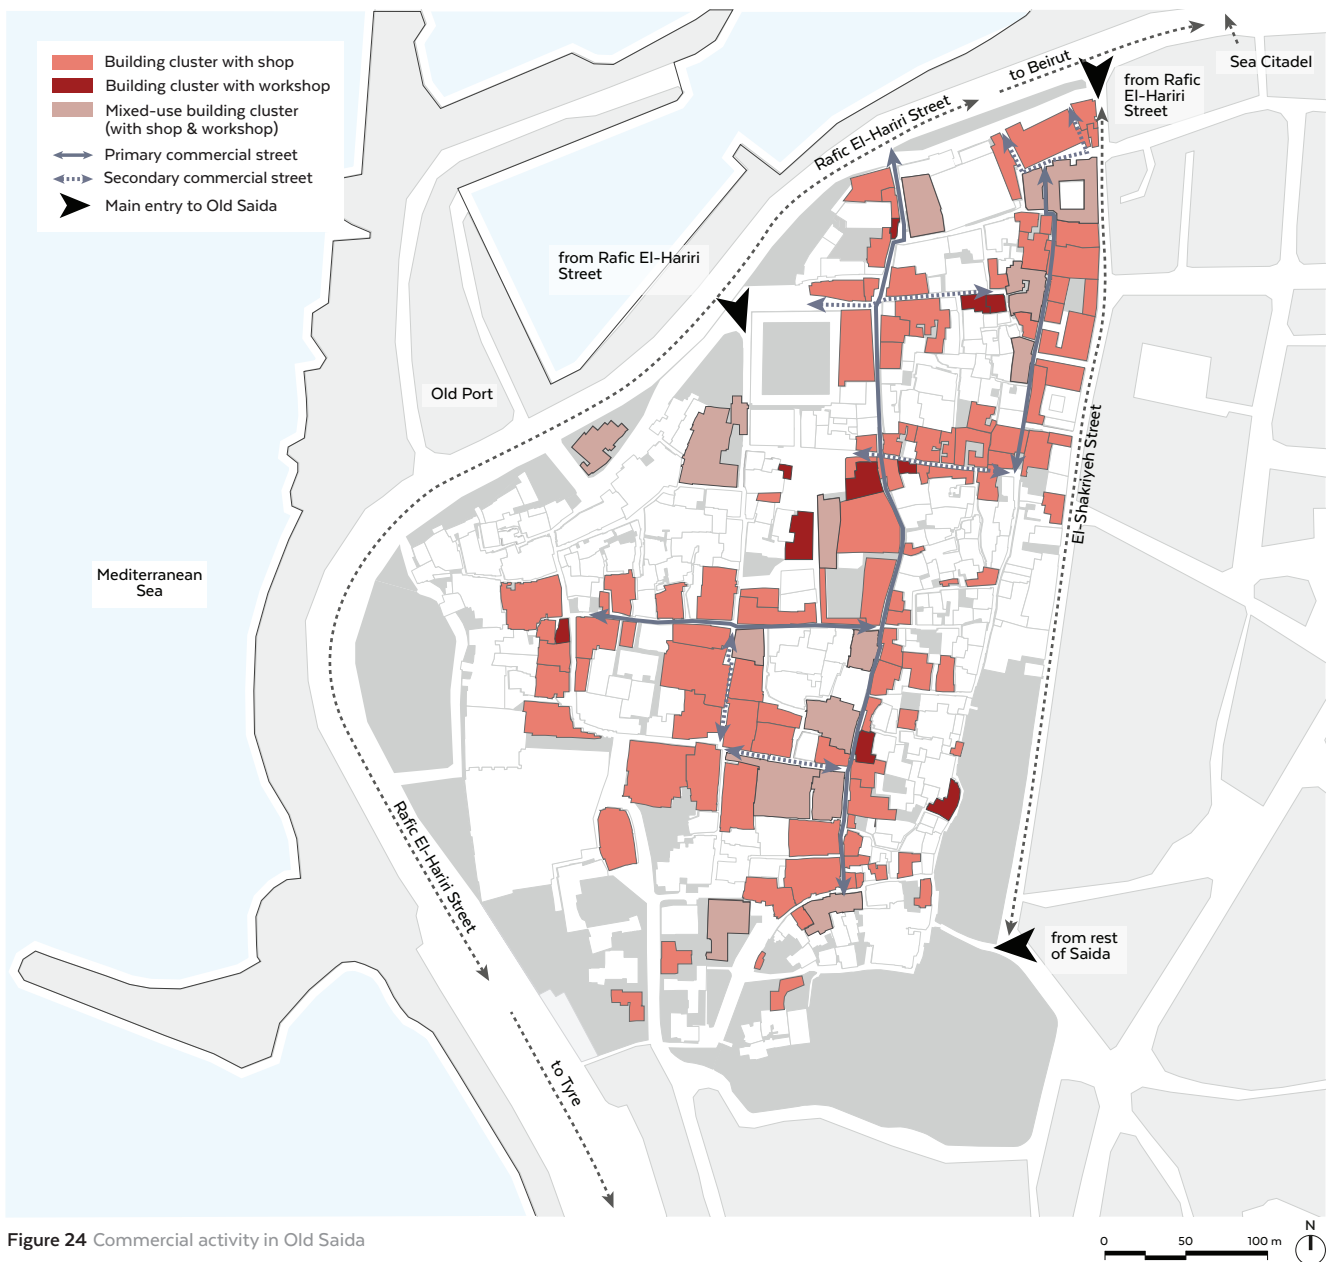 Building cluster with shop
Building cluster with workshop
Mixed-use building cluster
(with shop & workshop)
Primary commercial street
Secondary commercial street
Main entry to Old Saida
to Beirut
Sea Citadel
from Rafic
El-Hariri
Street
Rafic El-Hariri Street
from Rafic El-Hariri
Street
Old Port
El-Shakriyeh Street
Mediterranean
Sea
Rafic El-Hariri Street
from rest
of Saida
to Tyre
Figure 24 Commercial activity in Old Saida
0 50 100 m
N